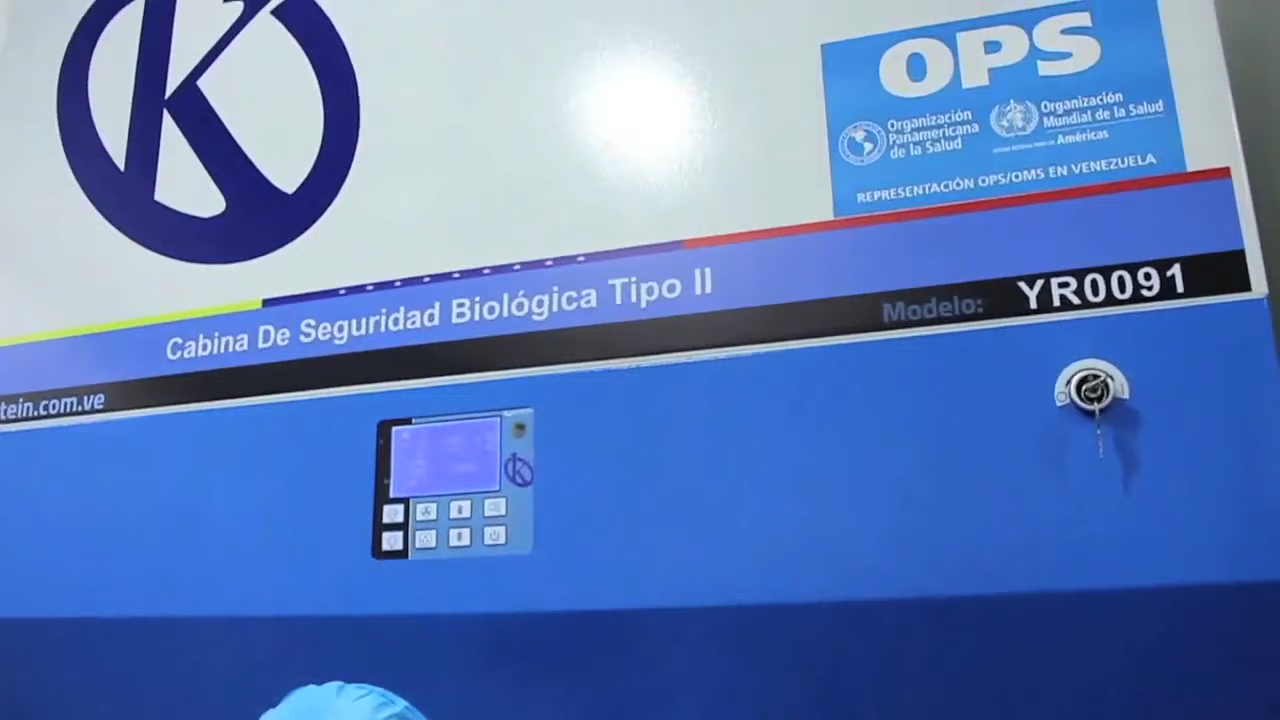 K
OPS
Organización
Panamericana
de la Salud
Organización
Mundial de la Salud
Américas
REPRESENTACIÓN OPS/OMS EN VENEZUELA
Cabina De Seguridad Biológica Tipo II
Modelo: YR0091
tein.com.ve
K